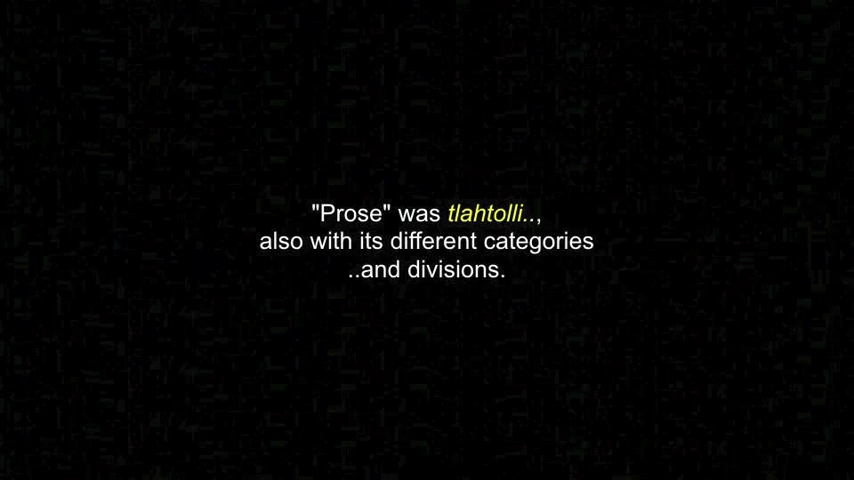 "Prose" was tlahtolli..,
also with its different categories
..and divisions.